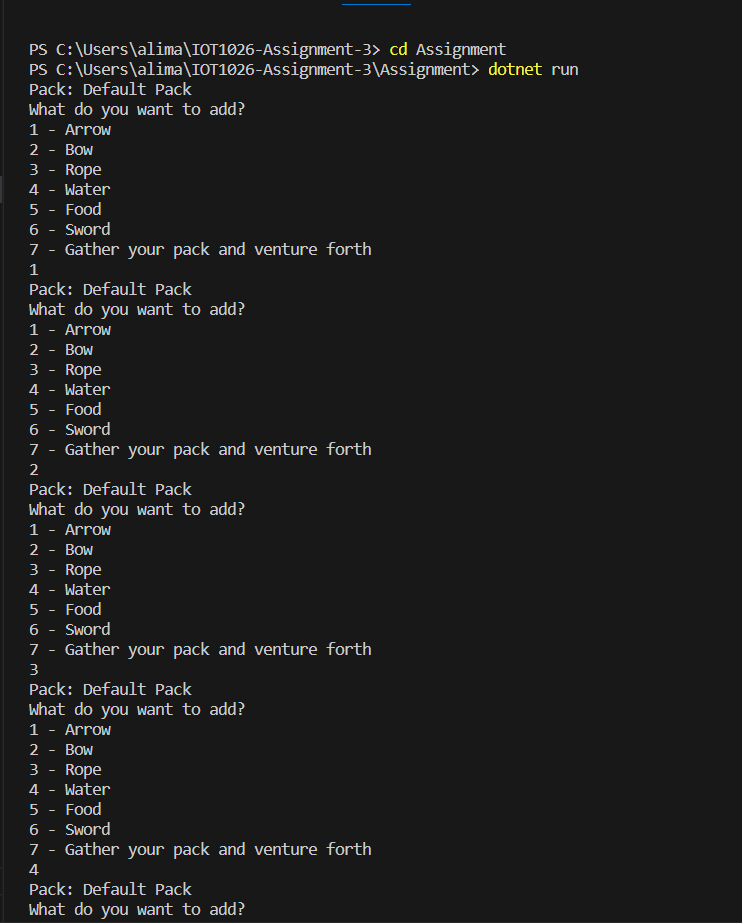 PS C:\Users\alima\IOT1026-Assignment-3> cd Assignment
PS C:\Users\alima\IOT1026-Assignment-3\Assignment> dotnet run
Pack: Default Pack
What do you want to add?
1 - Arrow
2 - Bow
3 - Rope
4 - Water
5 - Food
6 - Sword
7 - Gather your pack and venture forth
1
Pack: Default Pack
What do you want to add?
1 - Arrow
2 - Bow
3 - Rope
4 - Water
5 - Food
6 - Sword
7 - Gather your pack and venture forth
2
Pack: Default Pack
What do you want to add?
1 - Arrow
2 - Bow
3 - Rope
4 - Water
5 - Food
6 - Sword
7 - Gather your pack and venture forth
3
Pack: Default Pack
What do you want to add?
1 - Arrow
2 - Bow
3 - Rope
4 - Water
5 - Food
6 - Sword
7 - Gather your pack and venture forth
4
Pack: Default Pack
What do you want to add?